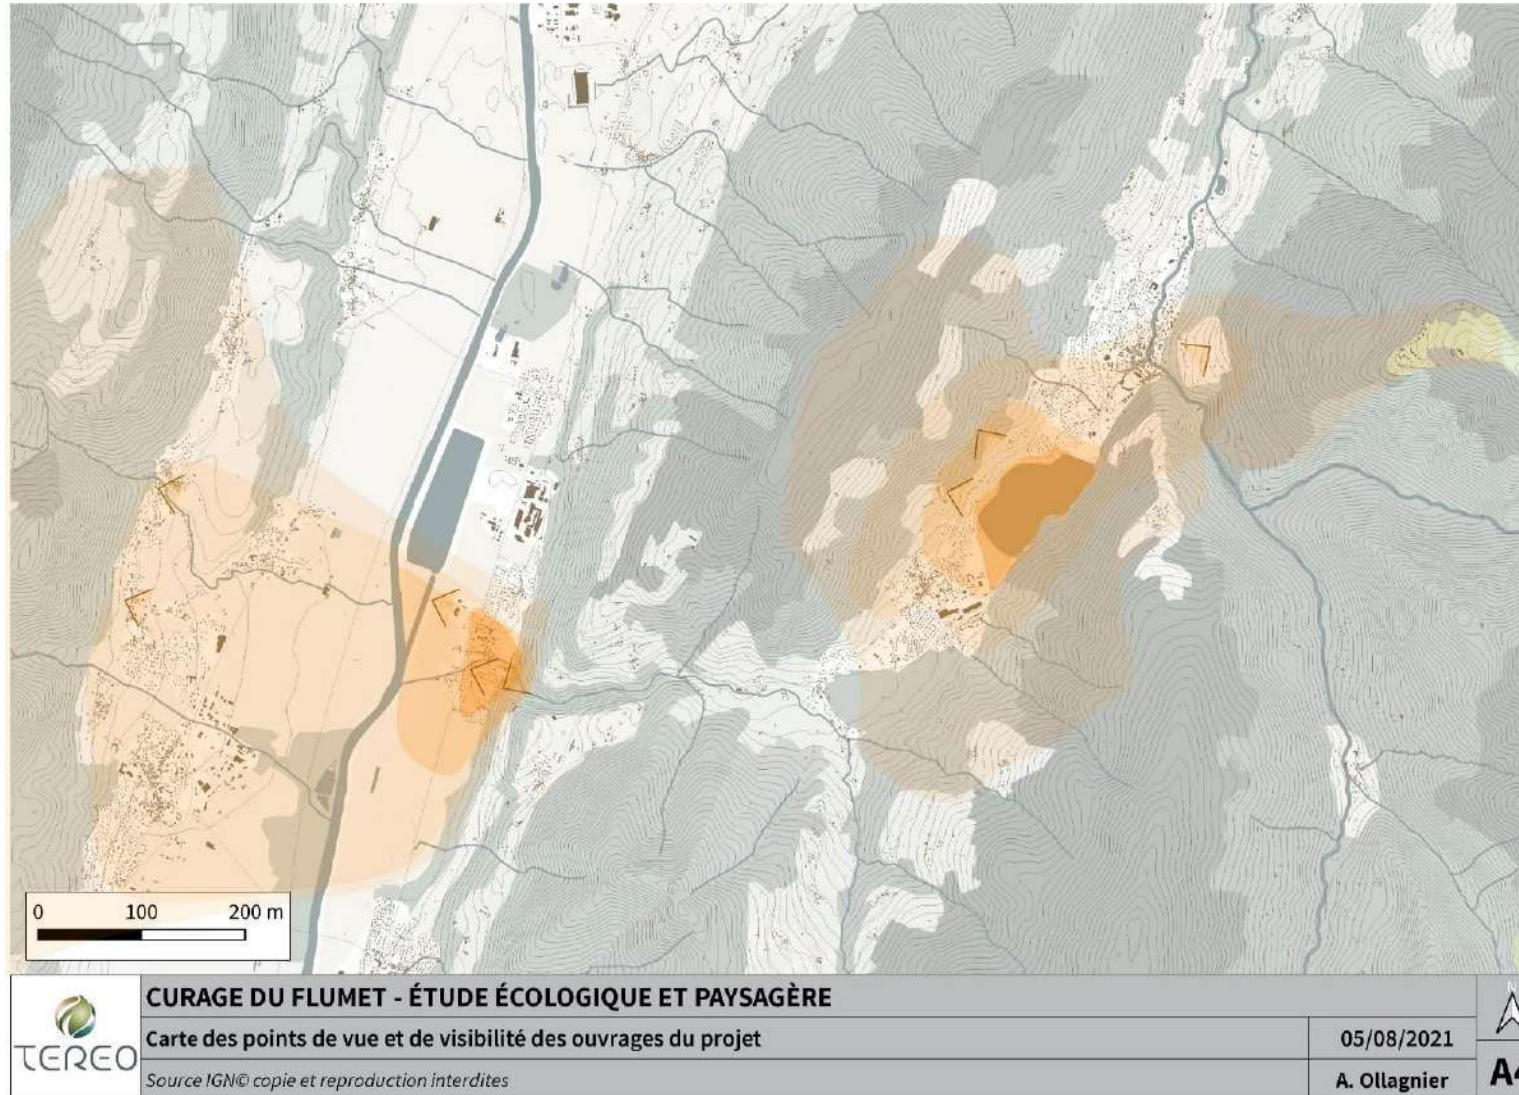 0 100 200 m
TEREO
CURAGE DU FLUMET - ÉTUDE ÉCOLOGIQUE ET PAYSAGÈRE
Carte des points de vue et de visibilité des ouvrages du projet
05/08/2021
Source IGN© copie et reproduction interdites
A. Ollagnier
N
A4